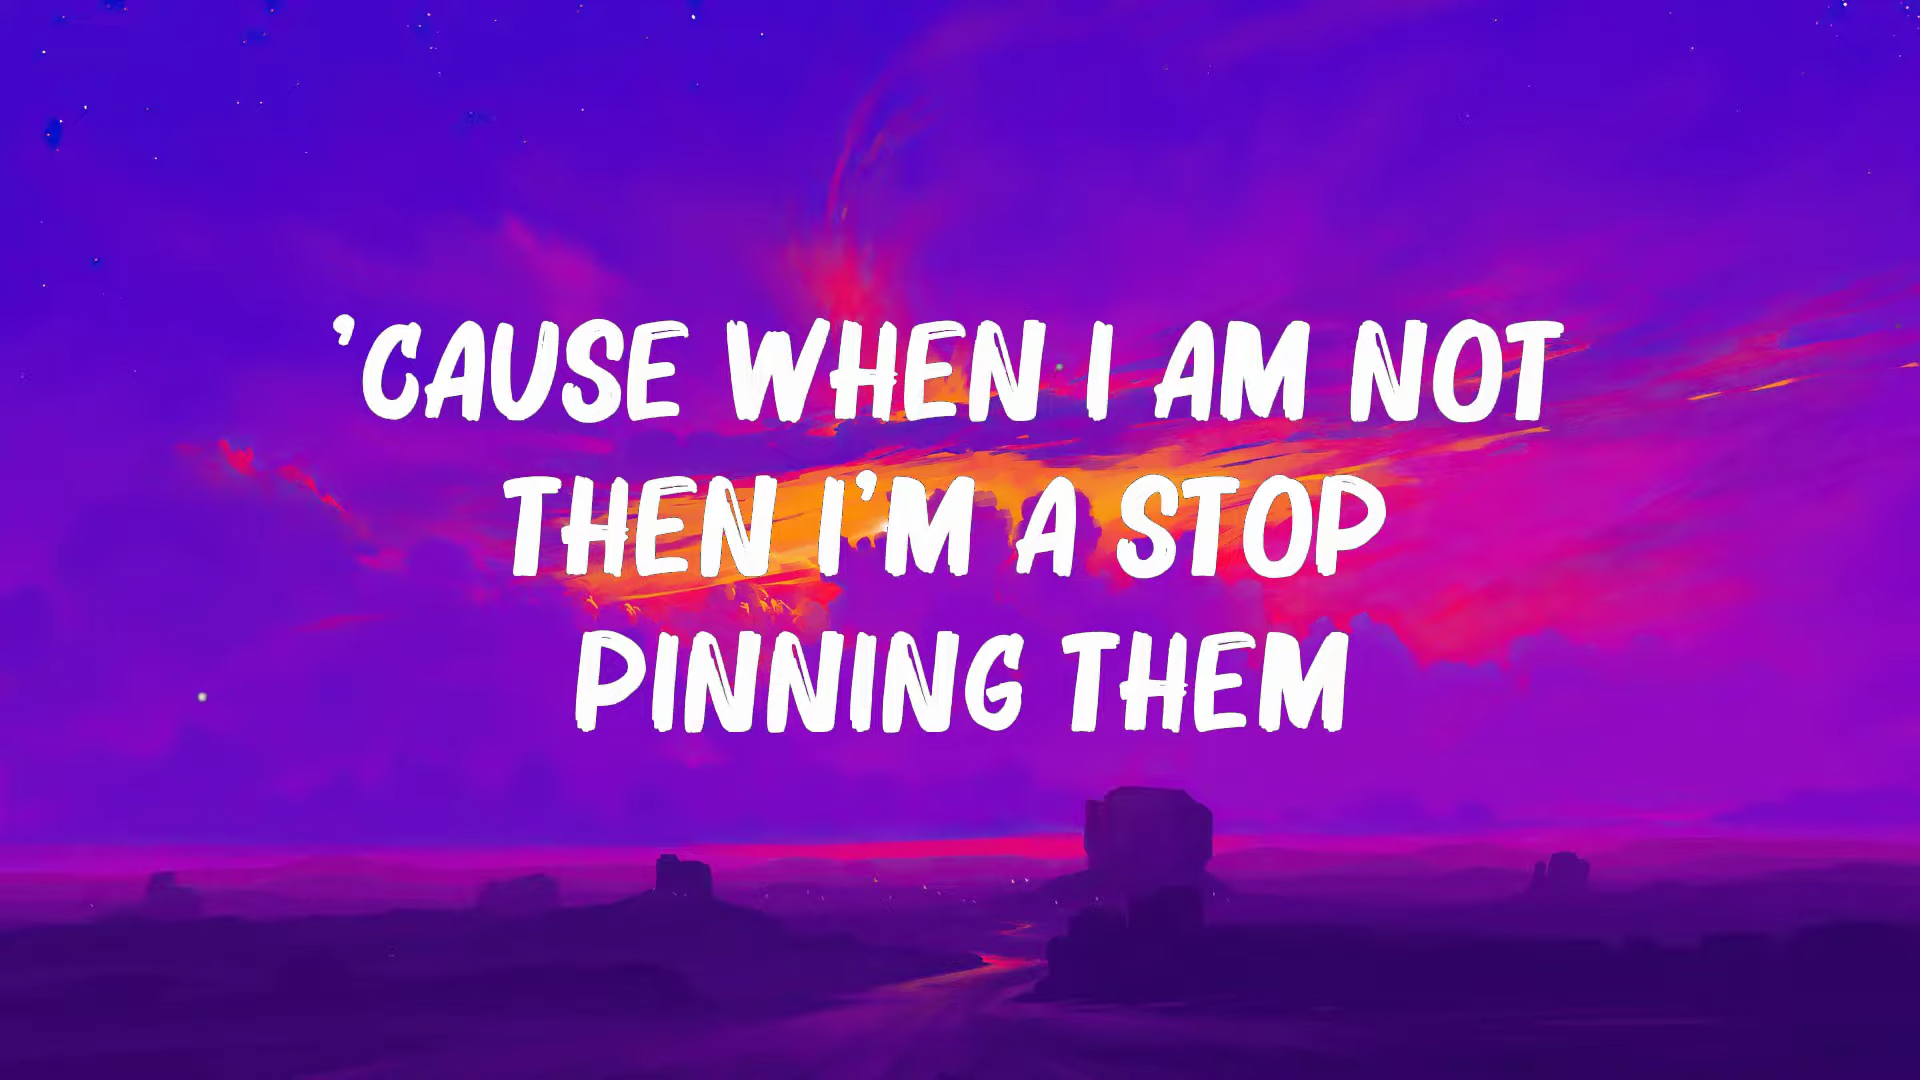 'CAUSE WHEN I AM NOT
THEN I'M A STOP
PINNING THEM